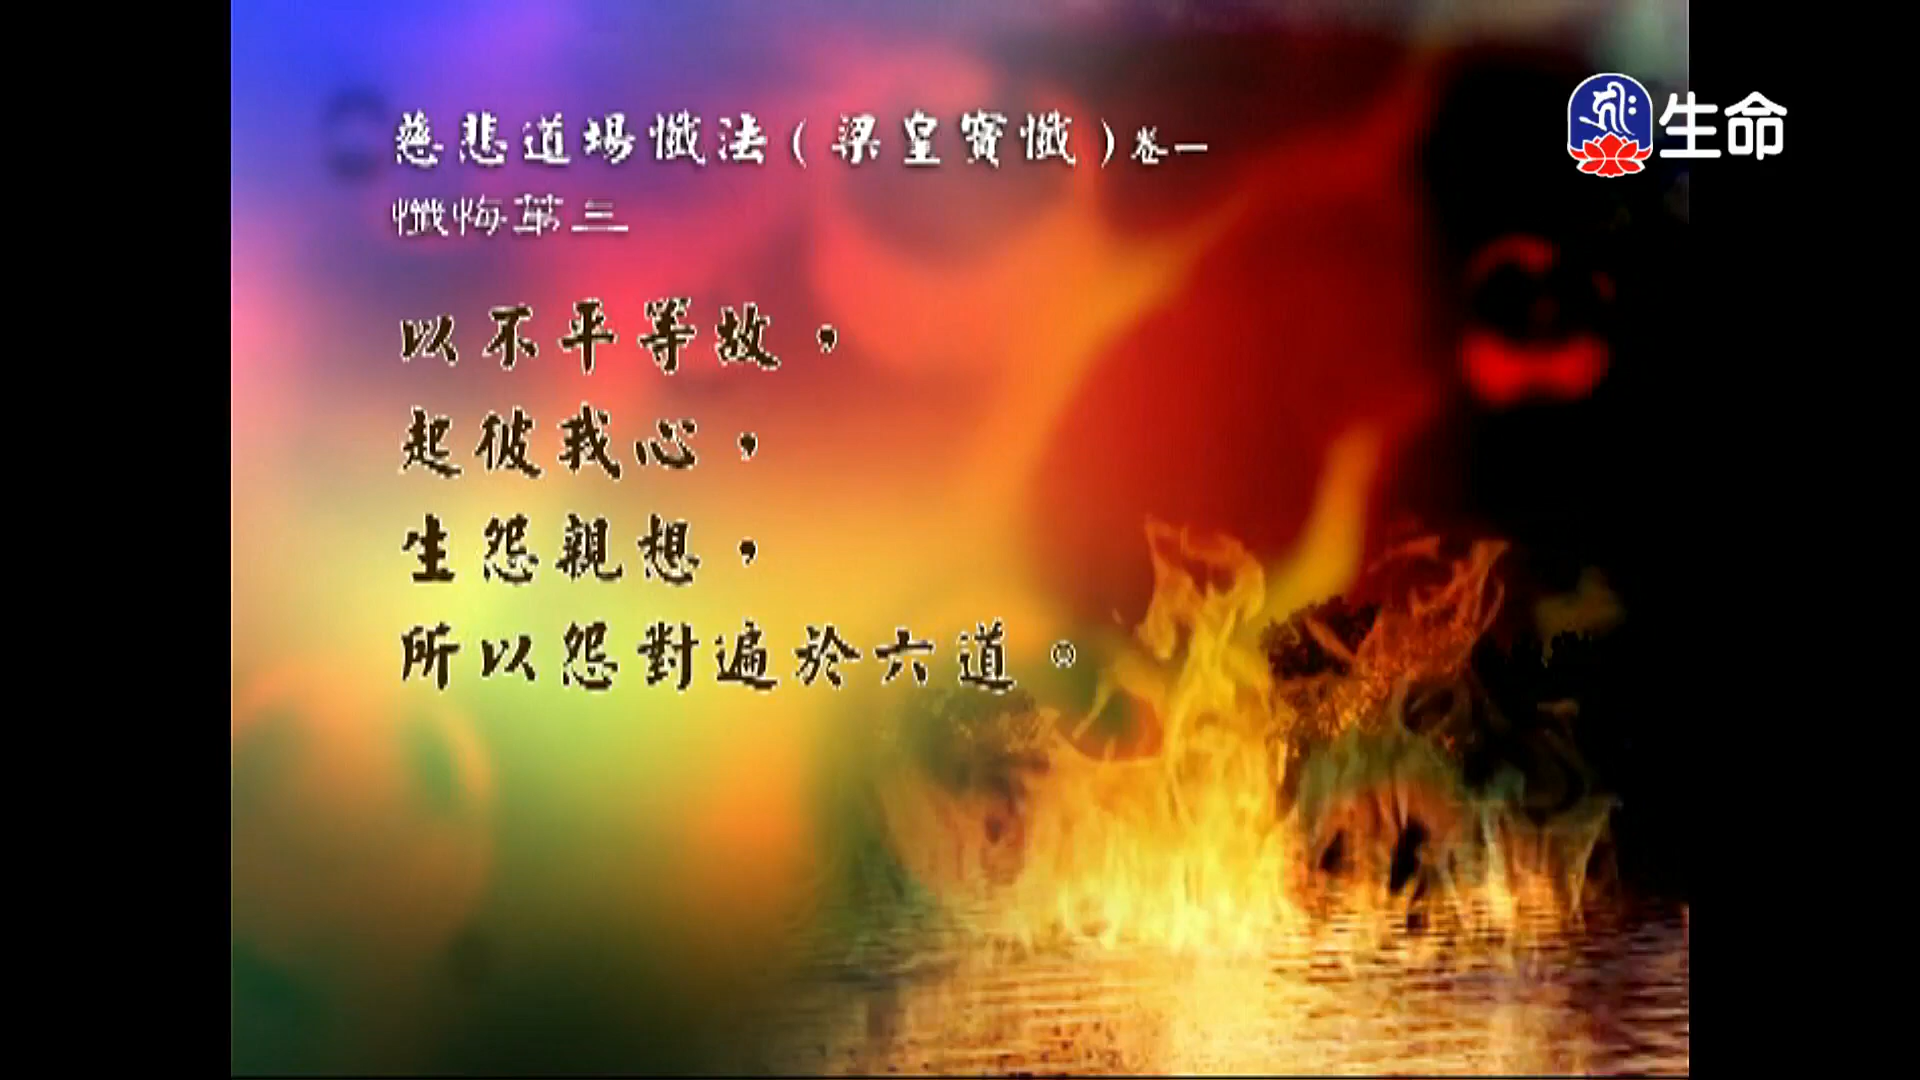 慈悲道場懺法(梁皇寶懺)卷一
懺悔第三
以不平等故，
起彼我心，
生怨親想，
所以怨對遍於六道。
生命